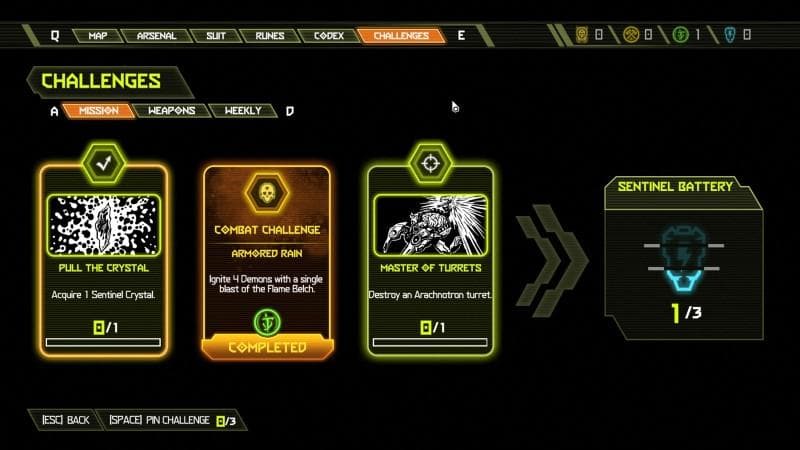 Q MAP ARSENAL SUIT RUNES CODEX CHALLENGES E 0 0 1 0
CHALLENGES
A MISSION WEAPONS WEEKLY D
PULL THE CRYSTAL
Acquire 1 Sentinel Crystal.
0/1
COMBAT CHALLENGE
ARMORED RAIN
Ignite 4 Demons with a single
blast of the Flame Belch.
COMPLETED
MASTER OF TURRETS
Destroy an Arachnotron turret.
0/1
SENTINEL BATTERY
1/3
[ESC] BACK [SPACE] PIN CHALLENGE 0/3